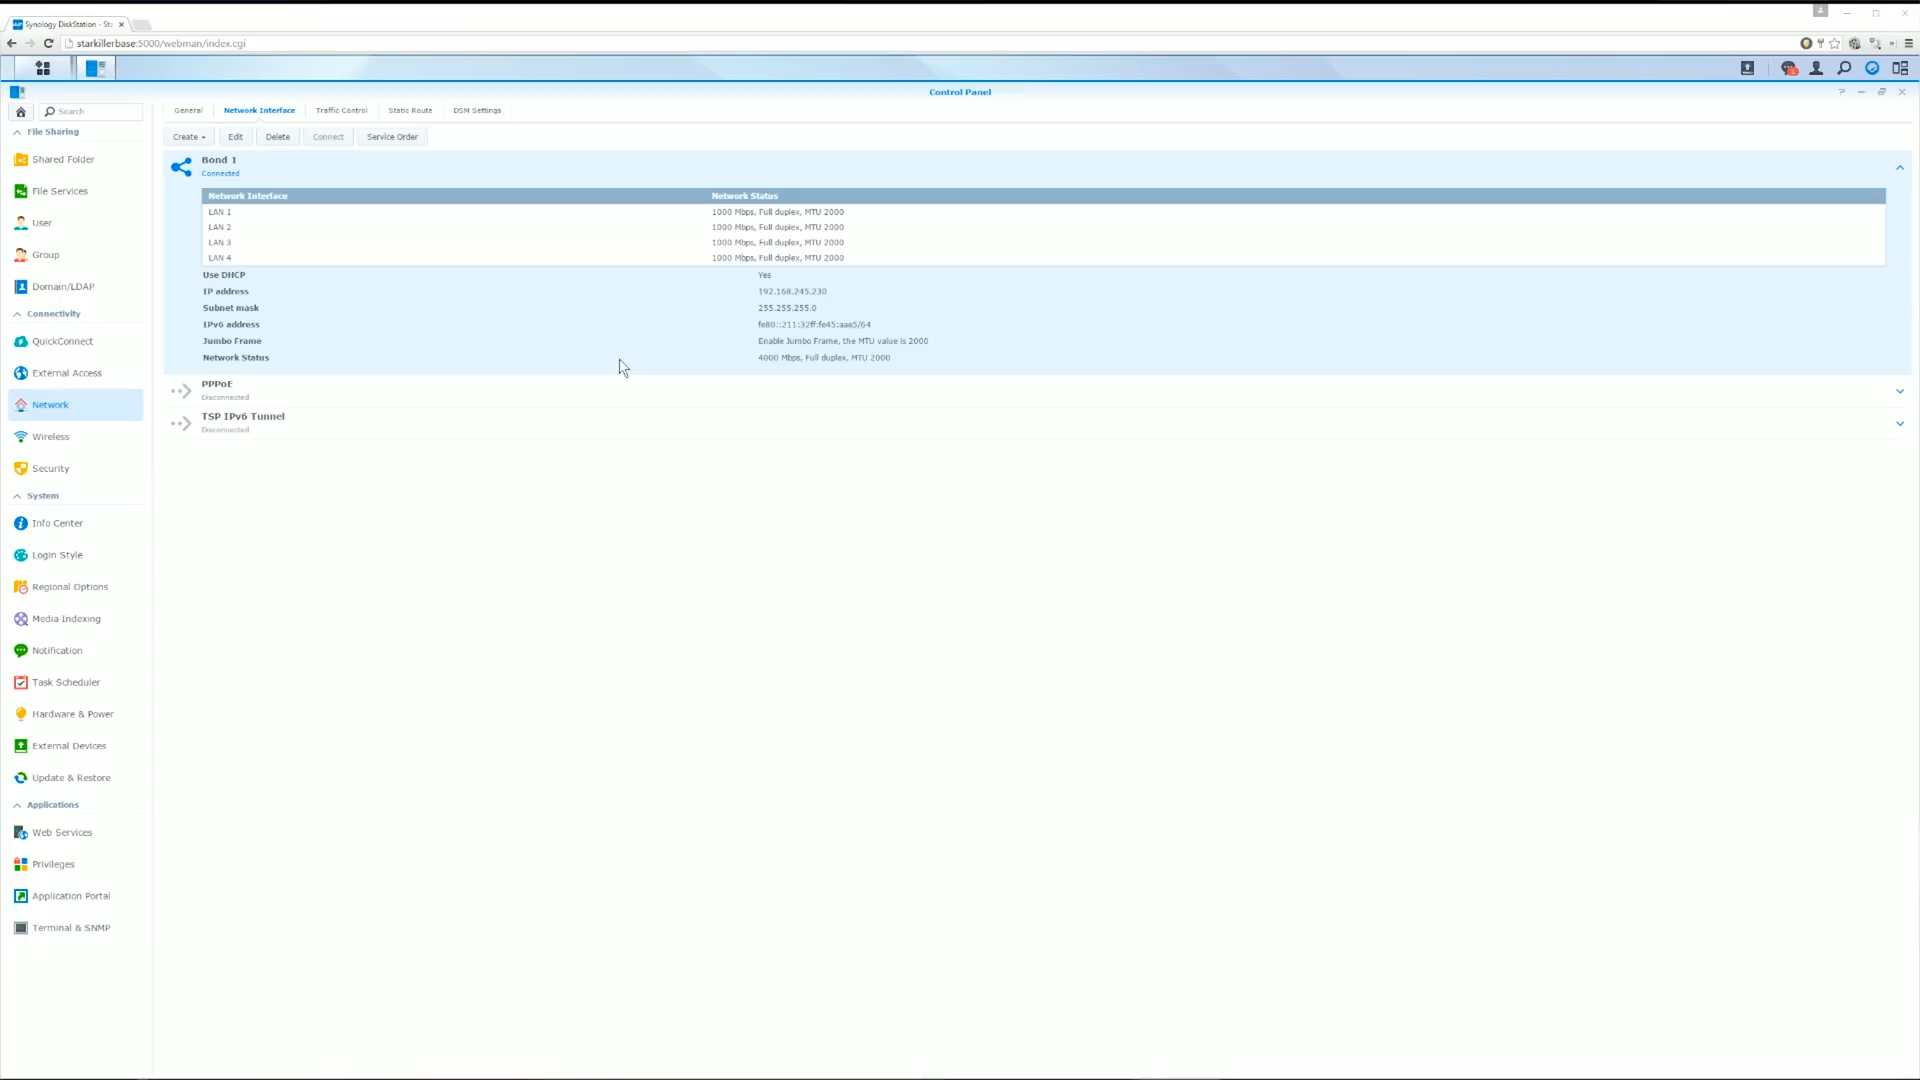 Synology DiskStation - Sta
starkillerbase:5000/webman/index.cgi
Control Panel
Search
General
Network Interface
Traffic Control
Static Route
DSM Settings
Create
Edit
Delete
Connect
Service Order
File Sharing
Shared Folder
File Services
User
Group
Domain/LDAP
Connectivity
QuickConnect
External Access
Network
Wireless
Security
System
Info Center
Login Style
Regional Options
Media Indexing
Notification
Task Scheduler
Hardware & Power
External Devices
Update & Restore
Applications
Web Services
Privileges
Application Portal
Terminal & SNMP
Bond 1
Connected
Network Interface Network Status
LAN 1 1000 Mbps, Full duplex, MTU 2000
LAN 2 1000 Mbps, Full duplex, MTU 2000
LAN 3 1000 Mbps, Full duplex, MTU 2000
LAN 4 1000 Mbps, Full duplex, MTU 2000
Use DHCP Yes
IP address 192.168.245.230
Subnet mask 255.255.255.0
IPv6 address fe80::211:32ff:fe45:aae5/64
Jumbo Frame Enable Jumbo Frame, the MTU value is 2000
Network Status 4000 Mbps, Full duplex, MTU 2000
PPPoE
Disconnected
TSP IPv6 Tunnel
Disconnected